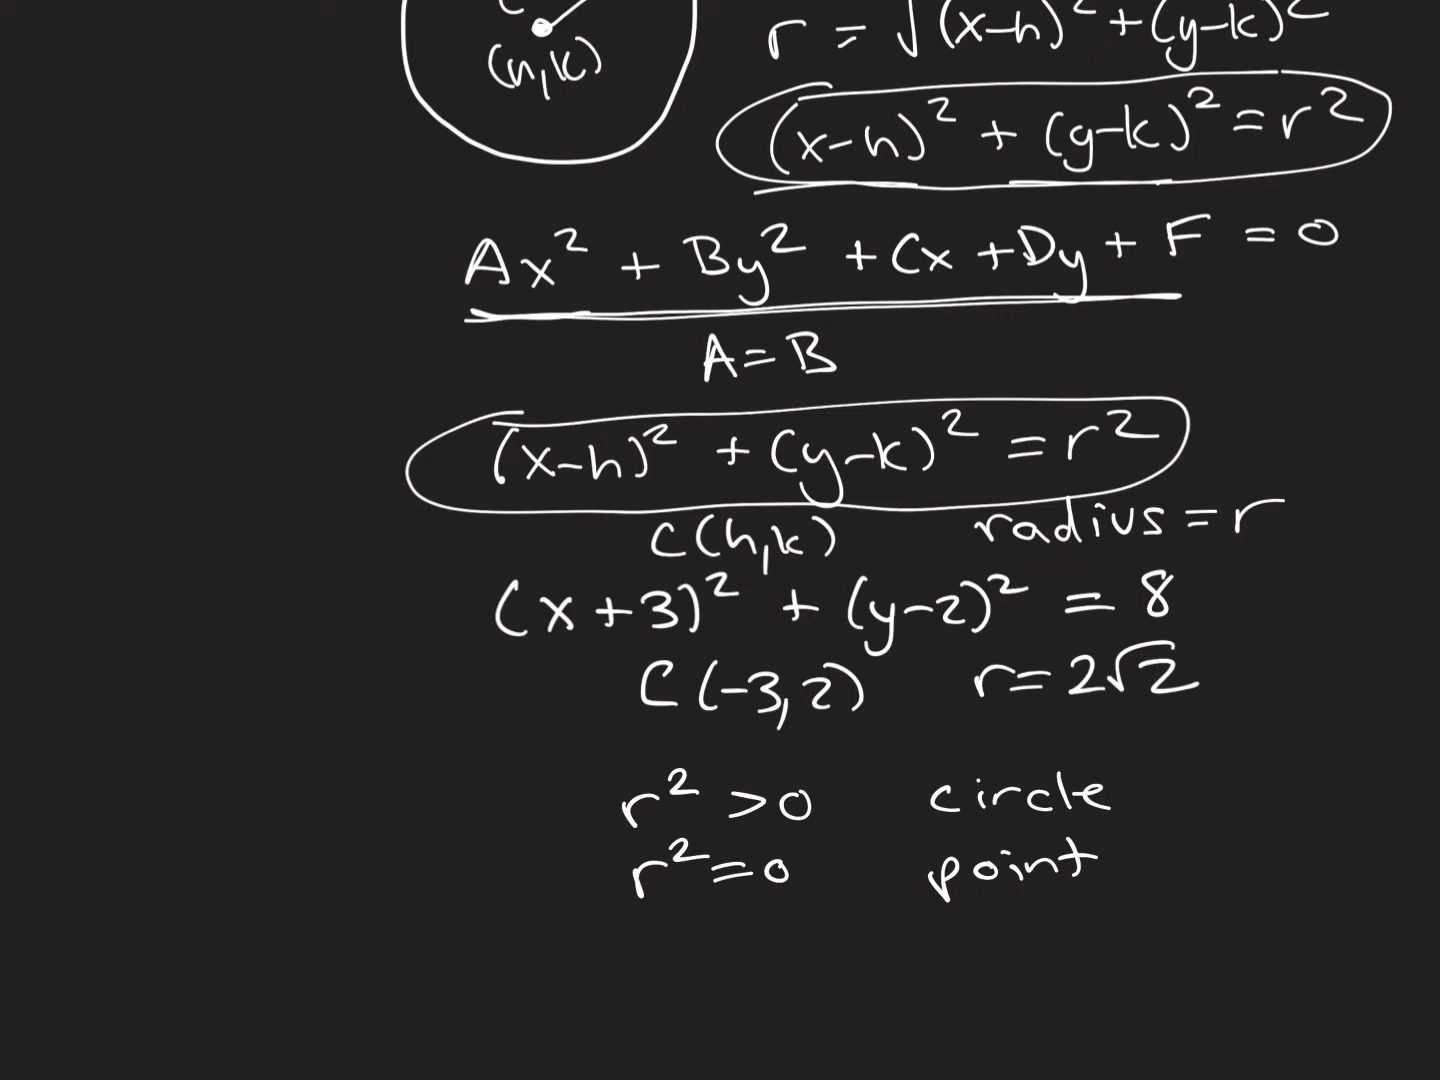 C
(h,k)
r = √(x-h)² + (y-k)²
(x-h)² + (y-k)² = r²
Ax² + By² + Cx + Dy + F = 0
A = B
(x-h)² + (y-k)² = r²
C(h,k) radius = r
(x+3)² + (y-2)² = 8
C(-3,2) r = 2√2
r² > 0 circle
r² = 0 point